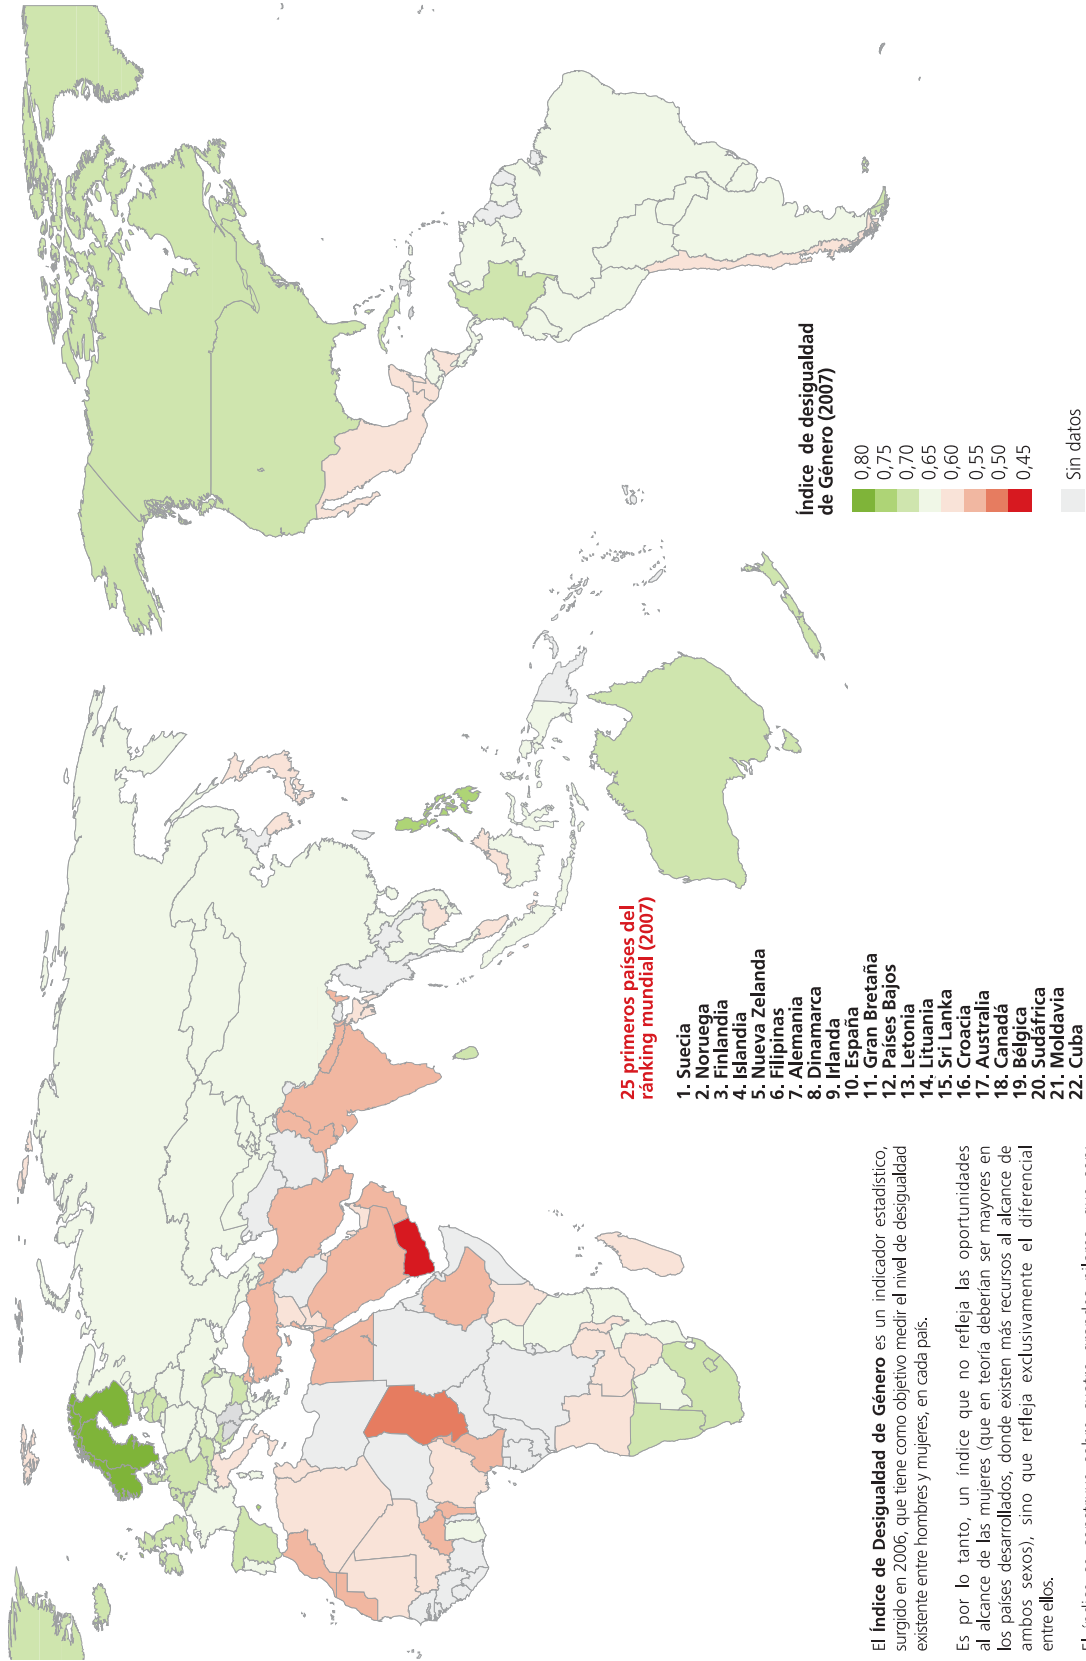 Índice de desigualdad
de Género (2007)
0,80
0,75
0,70
0,65
0,60
0,55
0,50
0,45
Sin datos
25 primeros países del
ránking mundial (2007)
1. Suecia
2. Noruega
3. Finlandia
4. Islandia
5. Nueva Zelanda
6. Filipinas
7. Alemania
8. Dinamarca
9. Irlanda
10. España
11. Gran Bretaña
12. Países Bajos
13. Letonia
14. Lituania
15. Sri Lanka
16. Croacia
17. Australia
18. Canadá
19. Bélgica
20. Sudáfrica
21. Moldavia
22. Cuba
El Índice de Desigualdad de Género es un indicador estadístico,
surgido en 2006, que tiene como objetivo medir el nivel de desigualdad
existente entre hombres y mujeres, en cada país.
Es por lo tanto, un índice que no refleja las oportunidades
al alcance de las mujeres (que en teoría deberían ser mayores en
los países desarrollados, donde existen más recursos al alcance de
ambos sexos), sino que refleja exclusivamente el diferencial
entre ellos.